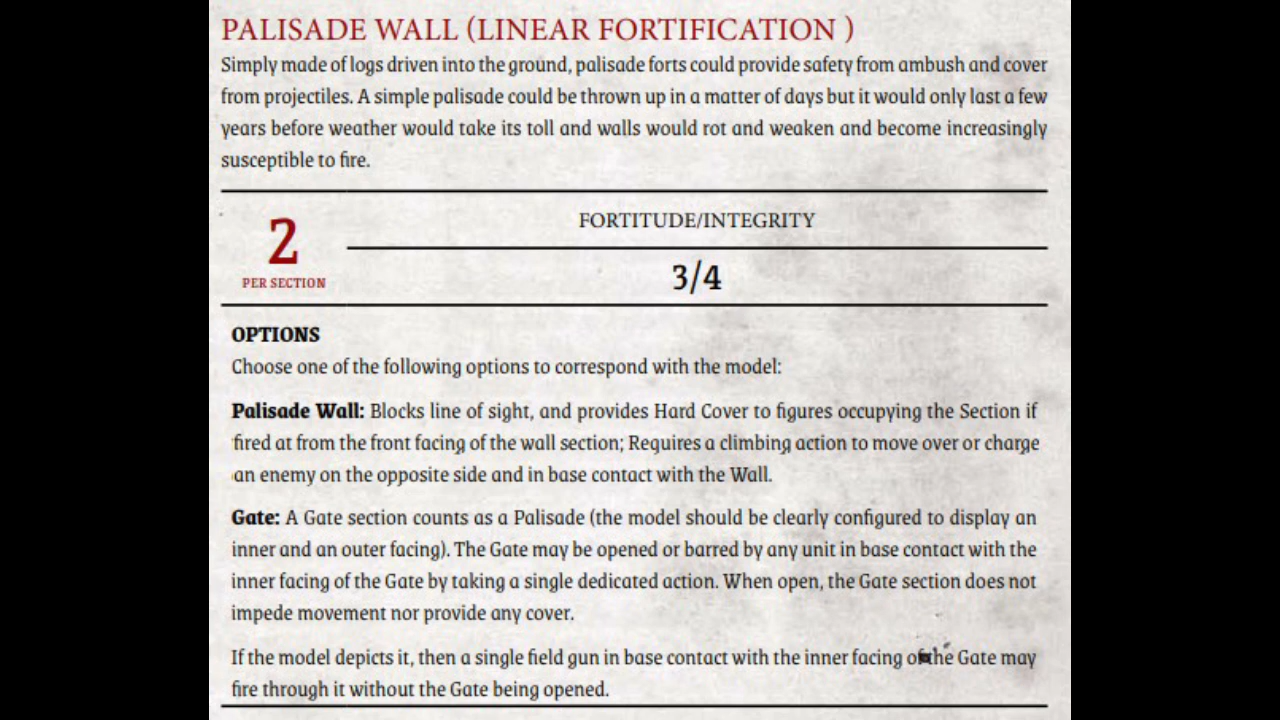 PALISADE WALL (LINEAR FORTIFICATION )
Simply made of logs driven into the ground, palisade forts could provide safety from ambush and cover
from projectiles. A simple palisade could be thrown up in a matter of days but it would only last a few
years before weather would take its toll and walls would rot and weaken and become increasingly
susceptible to fire.
2
PER SECTION
FORTITUDE/INTEGRITY
3/4
OPTIONS
Choose one of the following options to correspond with the model:
Palisade Wall: Blocks line of sight, and provides Hard Cover to figures occupying the Section if
fired at from the front facing of the wall section; Requires a climbing action to move over or charge
an enemy on the opposite side and in base contact with the Wall.
Gate: A Gate section counts as a Palisade (the model should be clearly configured to display an
inner and an outer facing). The Gate may be opened or barred by any unit in base contact with the
inner facing of the Gate by taking a single dedicated action. When open, the Gate section does not
impede movement nor provide any cover.
If the model depicts it, then a single field gun in base contact with the inner facing of the Gate may
fire through it without the Gate being opened.